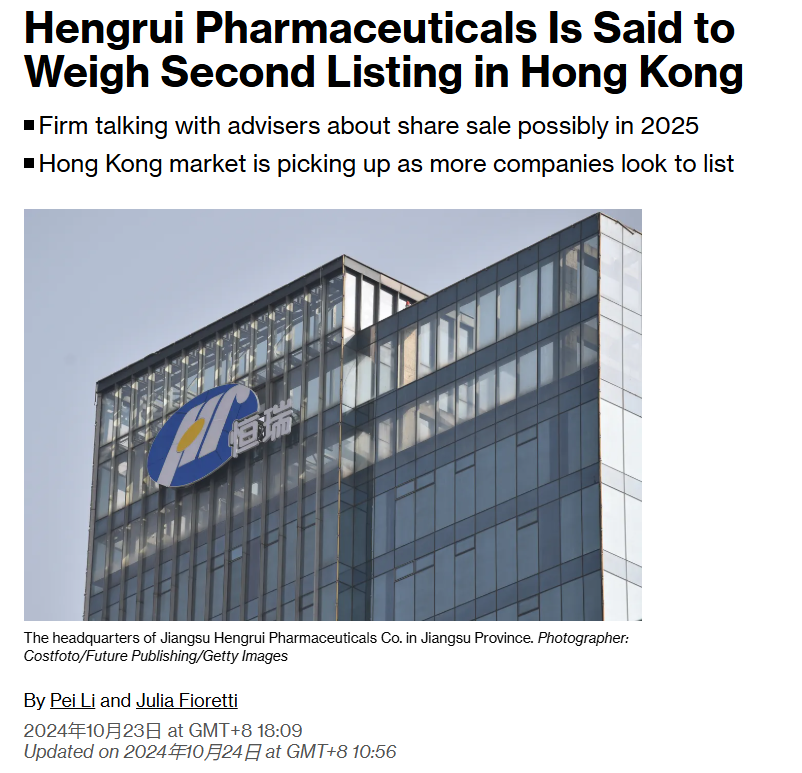 Hengrui Pharmaceuticals Is Said to
Weigh Second Listing in Hong Kong
■ Firm talking with advisers about share sale possibly in 2025
■ Hong Kong market is picking up as more companies look to list
恒瑞
The headquarters of Jiangsu Hengrui Pharmaceuticals Co. in Jiangsu Province. Photographer:
Costfoto/Future Publishing/Getty Images
By Pei Li and Julia Fioretti
2024年10月23日 at GMT+8 18:09
Updated on 2024年10月24日 at GMT+8 10:56